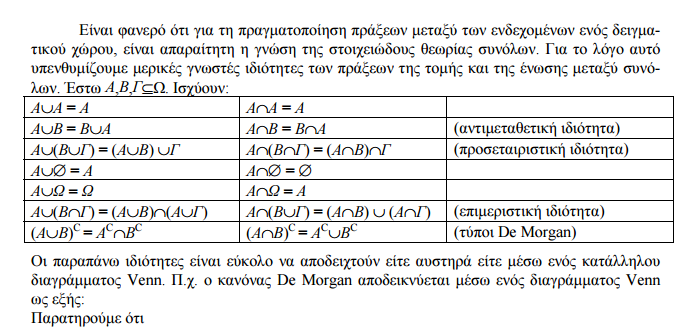 Είναι φανερό ότι για τη πραγματοποίηση πράξεων μεταξύ των ενδεχομένων ενός δειγμα-
τικού χώρου, είναι απαραίτητη η γνώση της στοιχειώδους θεωρίας συνόλων. Για το λόγο αυτό
υπενθυμίζουμε μερικές γνωστές ιδιότητες των πράξεων της τομής και της ένωσης μεταξύ συνό-
λων. Έστω Α,Β,Γ⊆Ω. Ισχύουν:
Α∪Α = Α Α∩Α = Α
Α∪Β = Β∪Α Α∩Β = Β∩Α (αντιμεταθετική ιδιότητα)
Α∪(Β∪Γ) = (Α∪Β) ∪Γ Α∩(Β∩Γ) = (Α∩Β)∩Γ (προσεταιριστική ιδιότητα)
Α∪∅ = Α Α∩∅ = ∅
Α∪Ω = Ω Α∩Ω = Α
Α∪(Β∩Γ) = (Α∪Β)∩(Α∪Γ) Α∩(Β∪Γ) = (Α∩Β) ∪ (Α∩Γ) (επιμεριστική ιδιότητα)
(Α∪Β)ᶜ = Αᶜ∩Βᶜ (Α∩Β)ᶜ = Αᶜ∪Βᶜ (τύποι De Morgan)
Οι παραπάνω ιδιότητες είναι εύκολο να αποδειχτούν είτε αυστηρά είτε μέσω ενός κατάλληλου
διαγράμματος Venn. Π.χ. ο κανόνας De Morgan αποδεικνύεται μέσω ενός διαγράμματος Venn
ως εξής:
Παρατηρούμε ότι